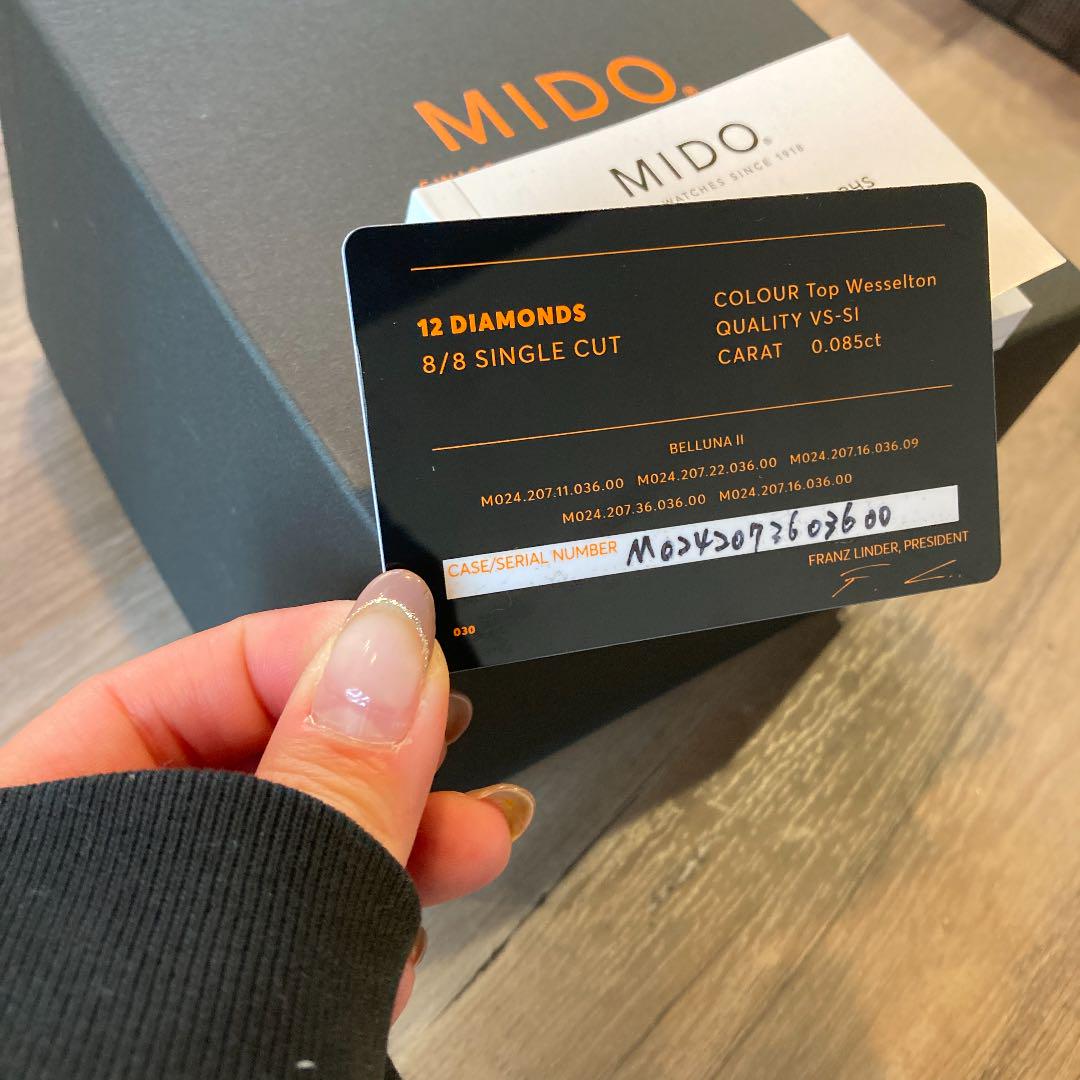 MIDO®
MIDO®
WATCHES SINCE 1918
12 DIAMONDS
8/8 SINGLE CUT
COLOUR Top Wesselton
QUALITY VS-SI
CARAT 0.085ct
BELLUNA II
M024.207.11.036.00 M024.207.22.036.00 M024.207.16.036.09
M024.207.36.036.00 M024.207.16.036.00
CASE/SERIAL NUMBER M0242073603600
FRANZ LINDER, PRESIDENT
030